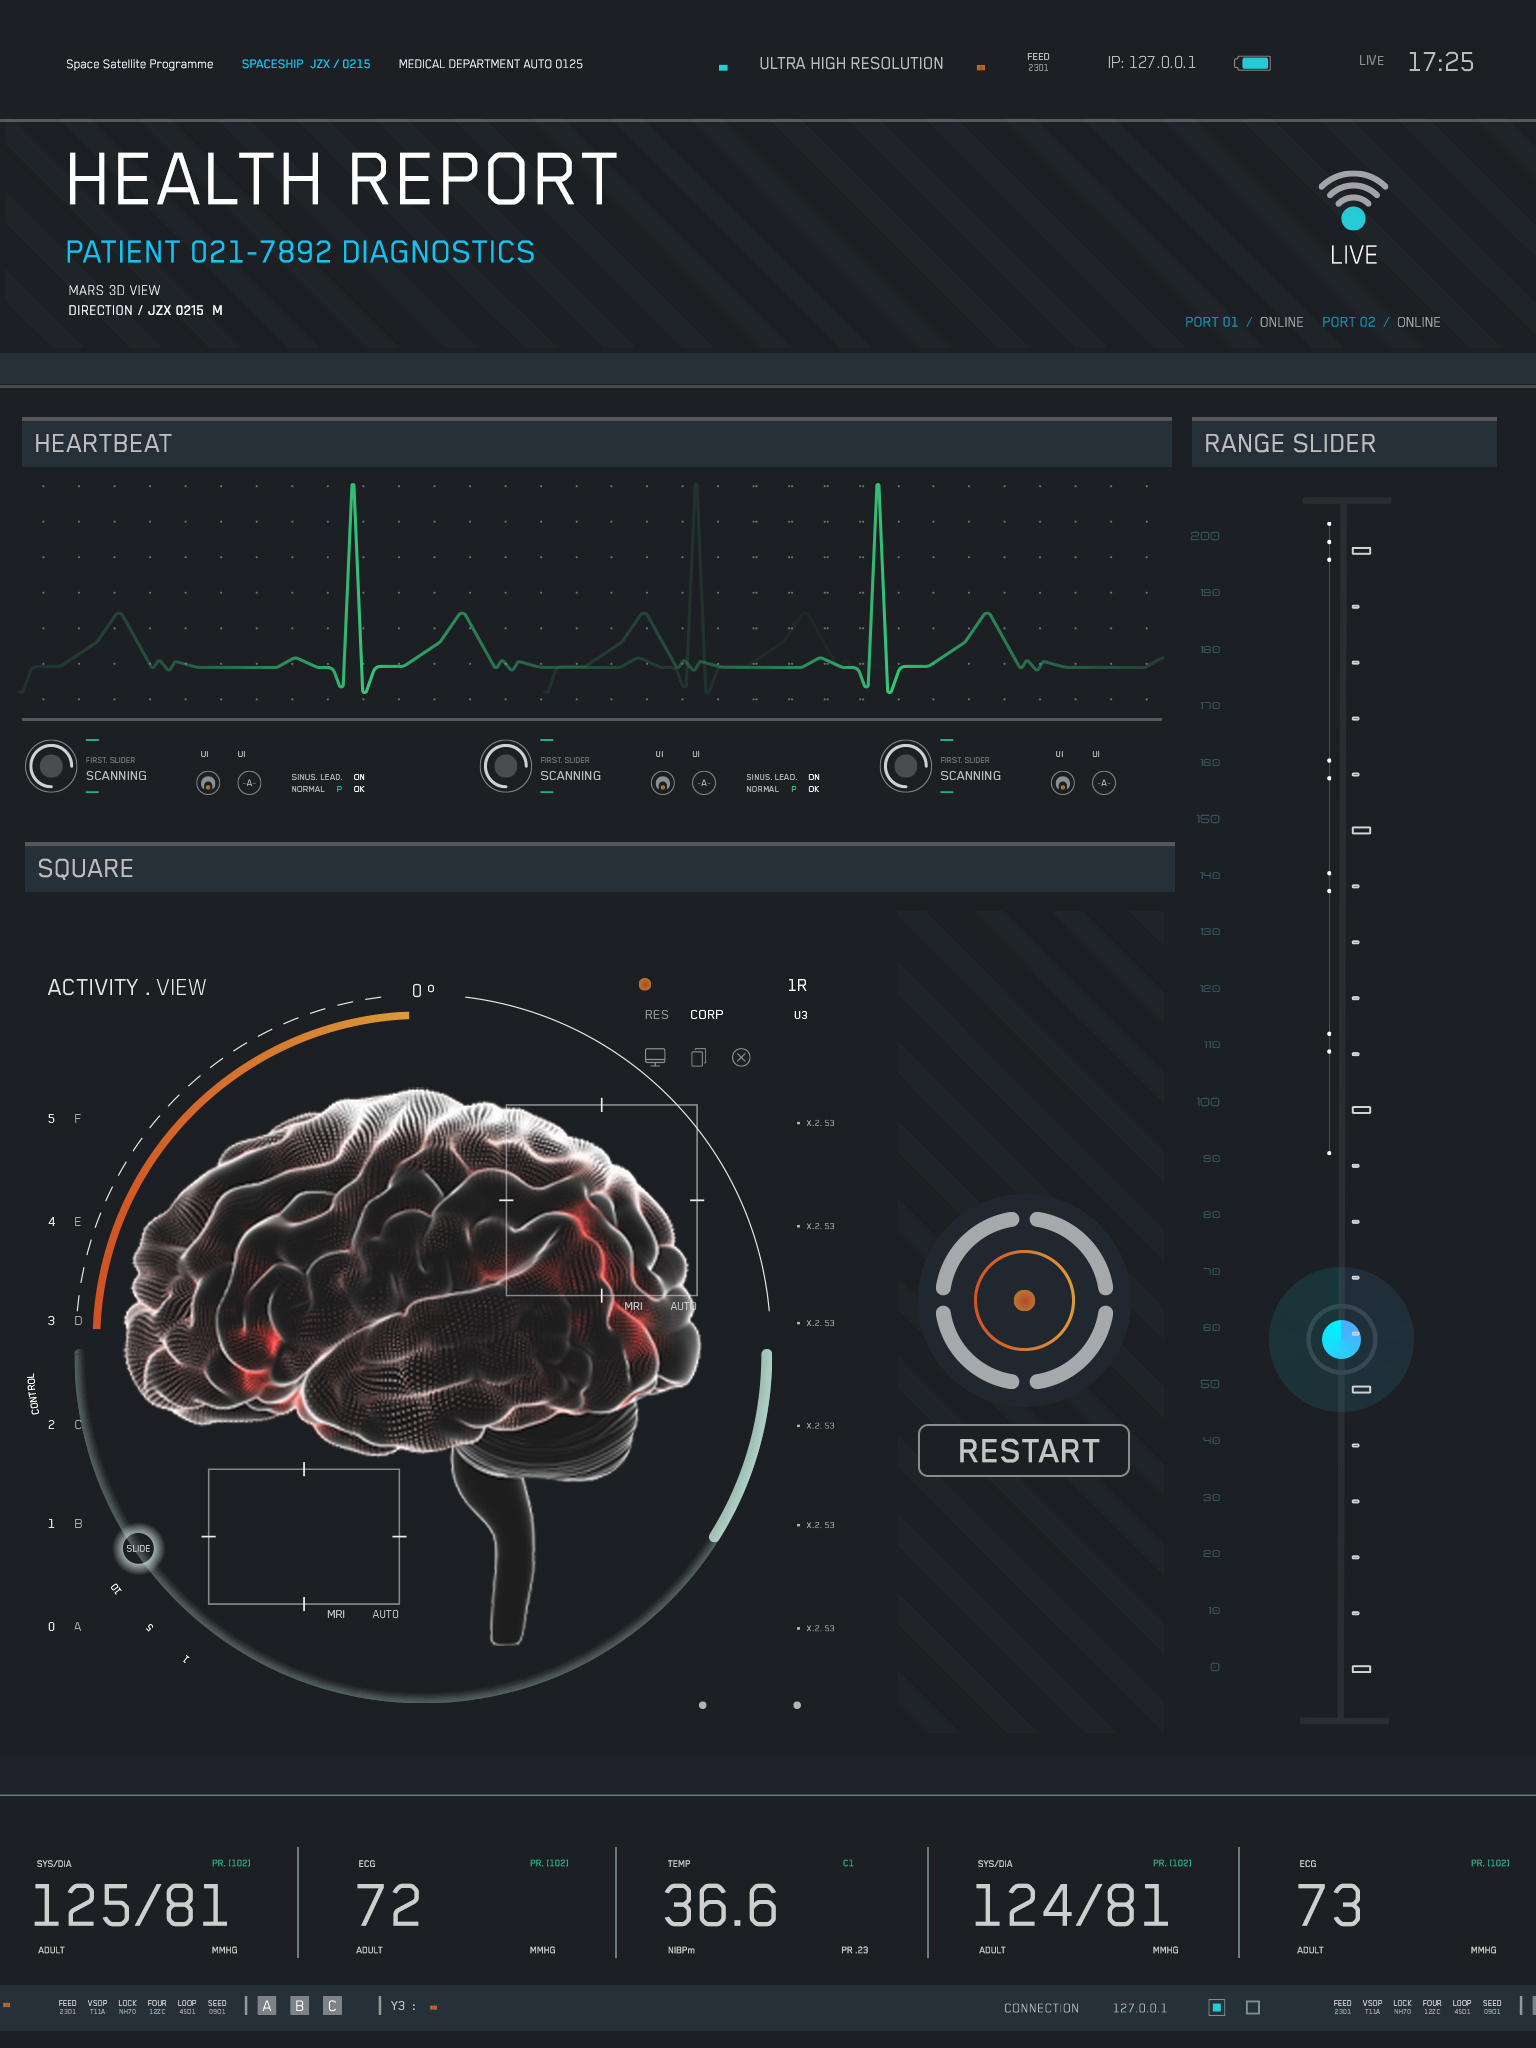 Space Satellite Programme SPACESHIP JZX / 0215 MEDICAL DEPARTMENT AUTO 0125 ULTRA HIGH RESOLUTION FEED 2301 IP: 127.0.0.1 LIVE 17:25
HEALTH REPORT
PATIENT 021-7892 DIAGNOSTICS
MARS 3D VIEW
DIRECTION / JZX 0215 M
LIVE
PORT 01 / ONLINE PORT 02 / ONLINE
HEARTBEAT
UI UI UI UI UI UI
FIRST. SLIDER FIRST. SLIDER FIRST. SLIDER
SCANNING -A- SCANNING -A- SCANNING -A-
SINUS. LEAD. ON SINUS. LEAD. ON
NORMAL P OK NORMAL P OK
RANGE SLIDER
200
190
180
170
160
150
140
130
120
110
100
90
80
70
60
50
40
30
20
10
0
SQUARE
ACTIVITY . VIEW 0 º 1R
RES CORP U3
5 F X.2. 53
4 E X.2. 53
MRI AUTO
3 D X.2. 53
CONTROL
2 C X.2. 53
1 B X.2. 53
SLIDE
10
5
1
MRI AUTO
0 A X.2. 53
RESTART
SYS/DIA PR. [102] ECG PR. [102] TEMP C1 SYS/DIA PR. [102] ECG PR. [102]
125/81 72 36.6 124/81 73
ADULT MMHG ADULT MMHG NIBPm PR .23 ADULT MMHG ADULT MMHG
FEED VSOP LOCK FOUR LOOP SEED A B C Y3 : CONNECTION 127.0.0.1 FEED VSOP LOCK FOUR LOOP SEED
2301 T11A NH70 12ZC 4501 0901 2301 T11A NH70 12ZC 4501 0901